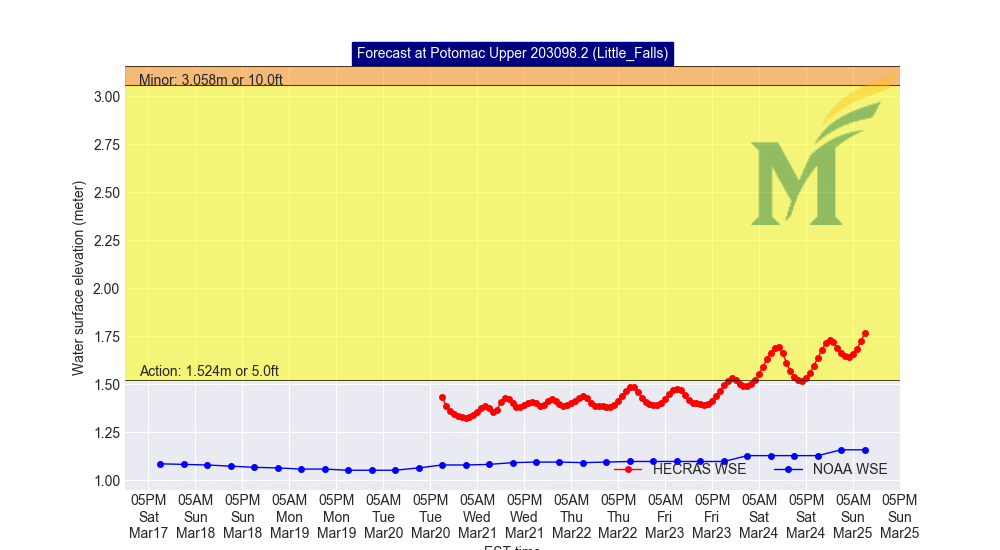 Forecast at Potomac Upper 203098.2 (Little_Falls)
Minor: 3.058m or 10.0ft
3.00
2.75
2.50
2.25
2.00
1.75
1.50
1.25
1.00
Water surface elevation (meter)
Action: 1.524m or 5.0ft
HECRAS WSE NOAA WSE
05PM 05AM 05PM 05AM 05PM 05AM 05PM 05AM 05PM 05AM 05PM 05AM 05PM 05AM 05PM 05AM 05PM
Sat Sun Sun Mon Mon Tue Tue Wed Wed Thu Thu Fri Fri Sat Sat Sun Sun
Mar17 Mar18 Mar18 Mar19 Mar19 Mar20 Mar20 Mar21 Mar21 Mar22 Mar22 Mar23 Mar23 Mar24 Mar24 Mar25 Mar25
EST time
M